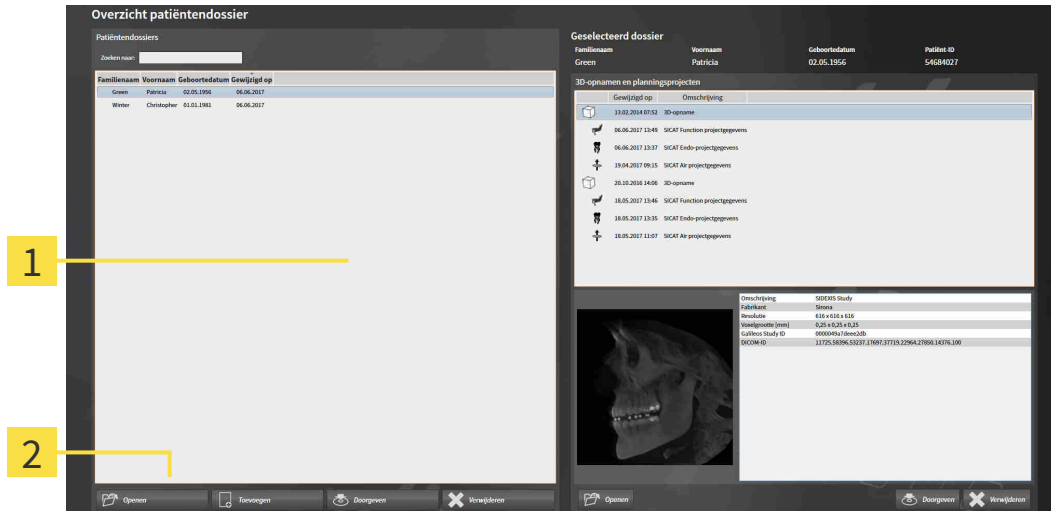 Overzicht patiëntendossier
Patiëntendossiers
Zoeken naar:
Familienaam Voornaam Geboortedatum Gewijzigd op
Green Patricia 02.05.1956 06.06.2017
Winter Christopher 01.01.1981 06.06.2017
1
2
Openen Toevoegen Doorgeven Verwijderen
Geselecteerd dossier
Familienaam Voornaam Geboortedatum Patiënt-ID
Green Patricia 02.05.1956 54684027
3D-opnamen en planningsprojecten
Gewijzigd op Omschrijving
13.02.2014 07:52 3D-opname
06.06.2017 13:49 SICAT Function projectgegevens
06.06.2017 13:37 SICAT Endo-projectgegevens
19.04.2017 09:15 SICAT Air projectgegevens
20.10.2016 14:06 3D-opname
18.05.2017 13:46 SICAT Function projectgegevens
18.05.2017 13:35 SICAT Endo-projectgegevens
18.05.2017 11:07 SICAT Air projectgegevens
Omschrijving SIDEXIS Study
Fabrikant Sirona
Resolutie 616 x 616 x 616
Voxelgrootte [mm] 0,25 x 0,25 x 0,25
Galileos Study ID 0000049a7deee2db
DICOM-ID 11725.58396.53237.17697.37719.22964.27850.14376.100
Openen Doorgeven Verwijderen